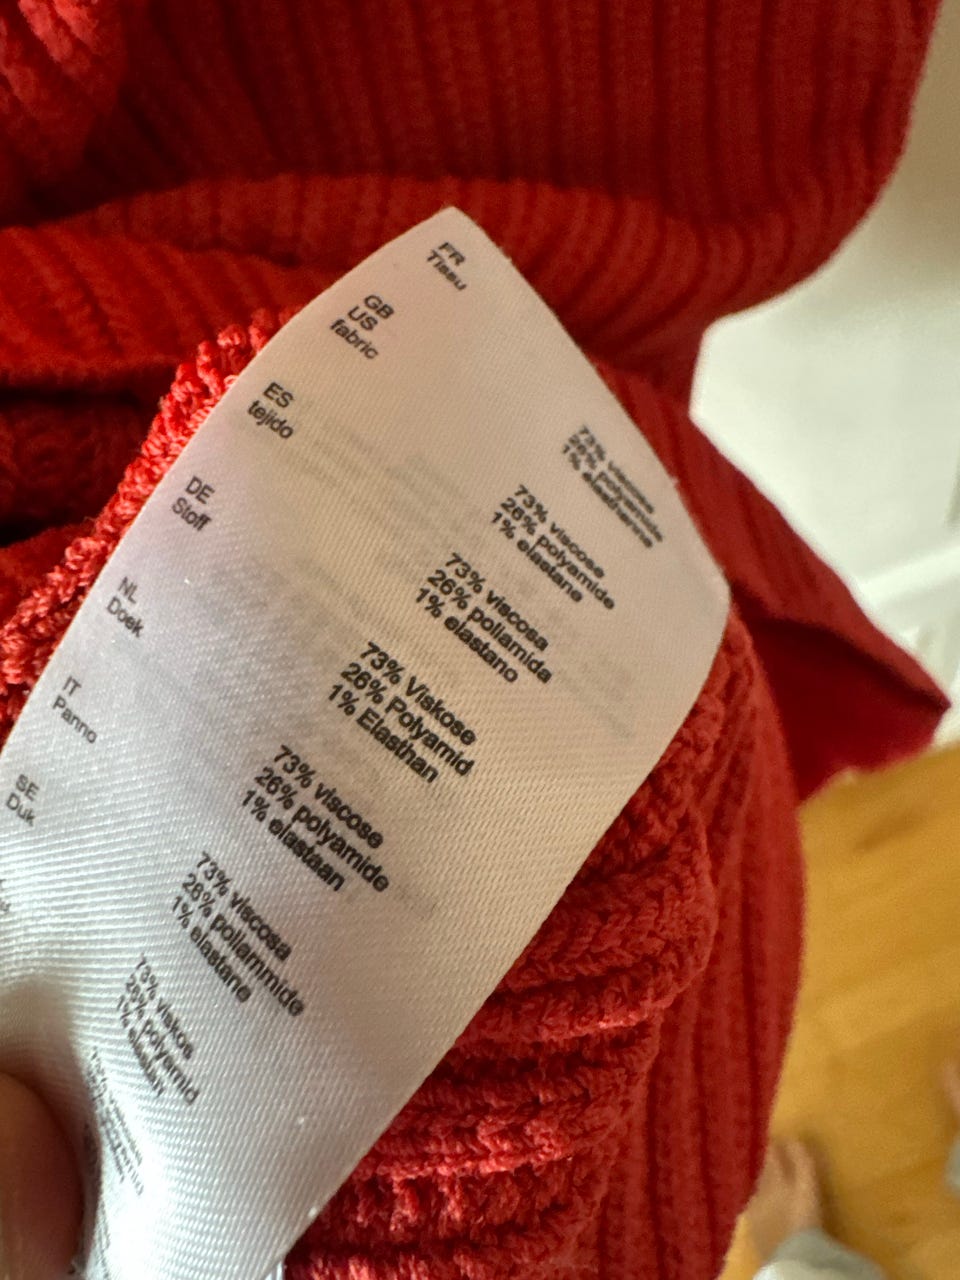 FR
Tissu
73% viscose
26% polyamide
1% élasthanne
GB
US
fabric
73% viscose
26% polyamide
1% elastane
ES
tejido
73% viscosa
26% poliamida
1% elastano
DE
Stoff
73% Viskose
26% Polyamid
1% Elasthan
NL
Doek
73% viscose
26% polyamide
1% elastaan
IT
Panno
73% viscosa
26% poliammide
1% elastane
SE
Duk
73% viskos
26% polyamid
1% elastan